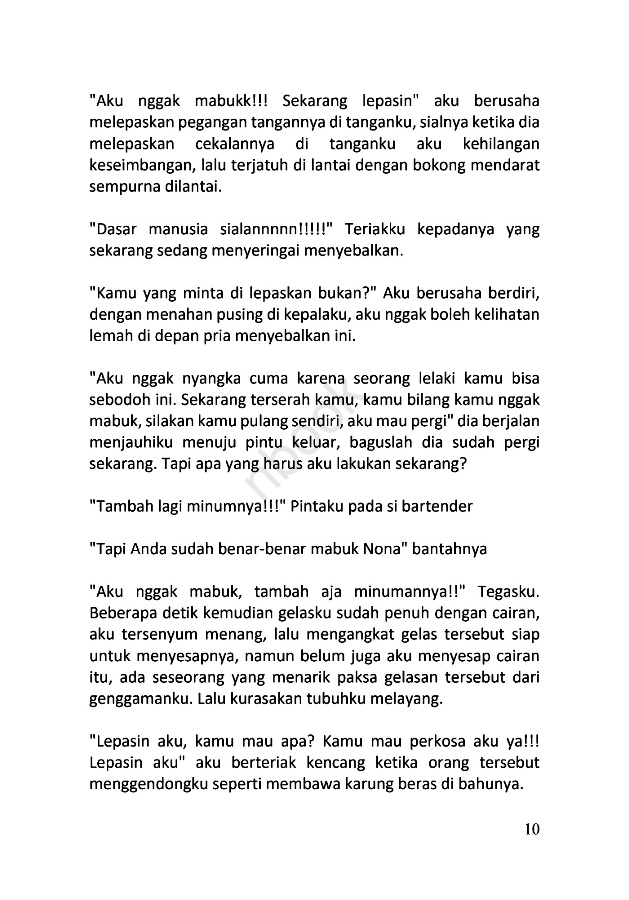 "Aku nggak mabukk!!! Sekarang lepasin" aku berusaha
melepaskan pegangan tangannya di tanganku, sialnya ketika dia
melepaskan cekalannya di tanganku aku kehilangan
keseimbangan, lalu terjatuh di lantai dengan bokong mendarat
sempurna dilantai.
"Dasar manusia sialannnnn!!!!!" Teriakku kepadanya yang
sekarang sedang menyeringai menyebalkan.
"Kamu yang minta di lepaskan bukan?" Aku berusaha berdiri,
dengan menahan pusing di kepalaku, aku nggak boleh kelihatan
lemah di depan pria menyebalkan ini.
"Aku nggak nyangka cuma karena seorang lelaki kamu bisa
sebodoh ini. Sekarang terserah kamu, kamu bilang kamu nggak
mabuk, silakan kamu pulang sendiri, aku mau pergi" dia berjalan
menjauhiku menuju pintu keluar, baguslah dia sudah pergi
sekarang. Tapi apa yang harus aku lakukan sekarang?
"Tambah lagi minumnya!!!" Pintaku pada si bartender
"Tapi Anda sudah benar-benar mabuk Nona" bantahnya
"Aku nggak mabuk, tambah aja minumannya!!" Tegasku.
Beberapa detik kemudian gelasku sudah penuh dengan cairan,
aku tersenyum menang, lalu mengangkat gelas tersebut siap
untuk menyesapnya, namun belum juga aku menyesap cairan
itu, ada seseorang yang menarik paksa gelasan tersebut dari
genggamanku. Lalu kurasakan tubuhku melayang.
"Lepasin aku, kamu mau apa? Kamu mau perkosa aku ya!!!
Lepasin aku" aku berteriak kencang ketika orang tersebut
menggendongku seperti membawa karung beras di bahunya.
10